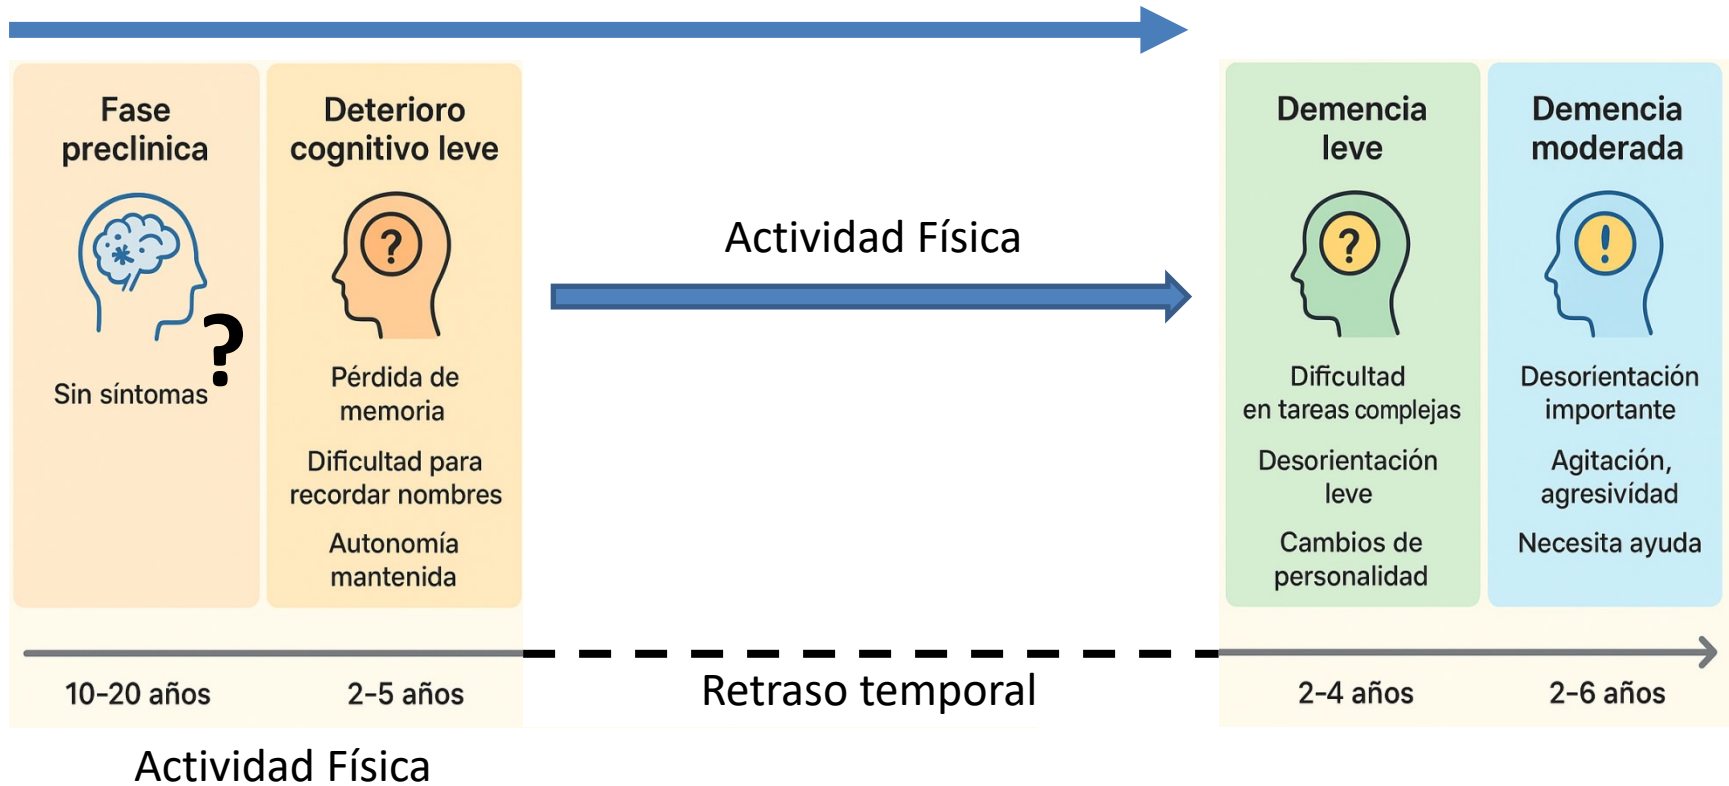 Fase
preclinica
?
Sin síntomas
10-20 años
Deterioro
cognitivo leve
?
Pérdida de
memoria
Dificultad para
recordar nombres
Autonomía
mantenida
2-5 años
Actividad Física
Actividad Física
Retraso temporal
Demencia
leve
?
Dificultad
en tareas complejas
Desorientación
leve
Cambios de
personalidad
2-4 años
Demencia
moderada
!
Desorientación
importante
Agitación,
agresivídad
Necesita ayuda
2-6 años